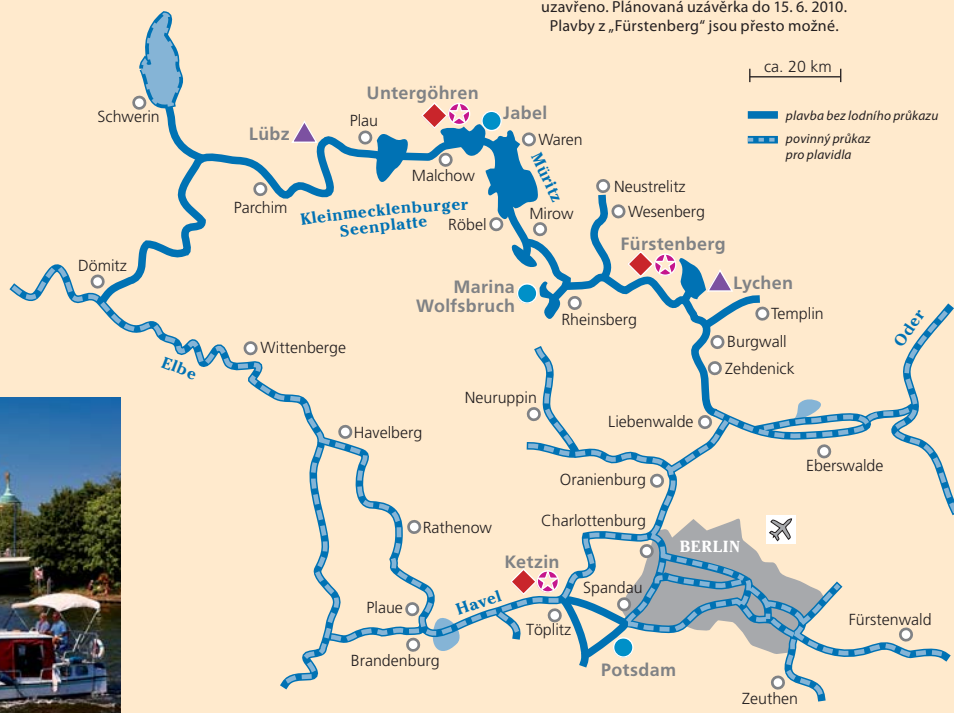 uzavřeno. Plánovaná uzávěrka do 15. 6. 2010.
Plavby z „Fürstenberg“ jsou přesto možné.
ca. 20 km
plavba bez lodního průkazu
povinný průkaz
pro plavidla
Schwerin
Lübz
Untergöhren
Plau
Jabel
Waren
Malchow
Müritz
Parchim
Kleinmecklenburger
Seenplatte
Röbel
Mirow
Neustrelitz
Wesenberg
Fürstenberg
Dömitz
Marina
Wolfsbruch
Lychen
Rheinsberg
Templin
Burgwall
Zehdenick
Oder
Wittenberge
Elbe
Neuruppin
Liebenwalde
Havelberg
Eberswalde
Oranienburg
Charlottenburg
Rathenow
BERLIN
Ketzin
Spandau
Plaue
Havel
Töplitz
Fürstenwald
Brandenburg
Potsdam
Zeuthen